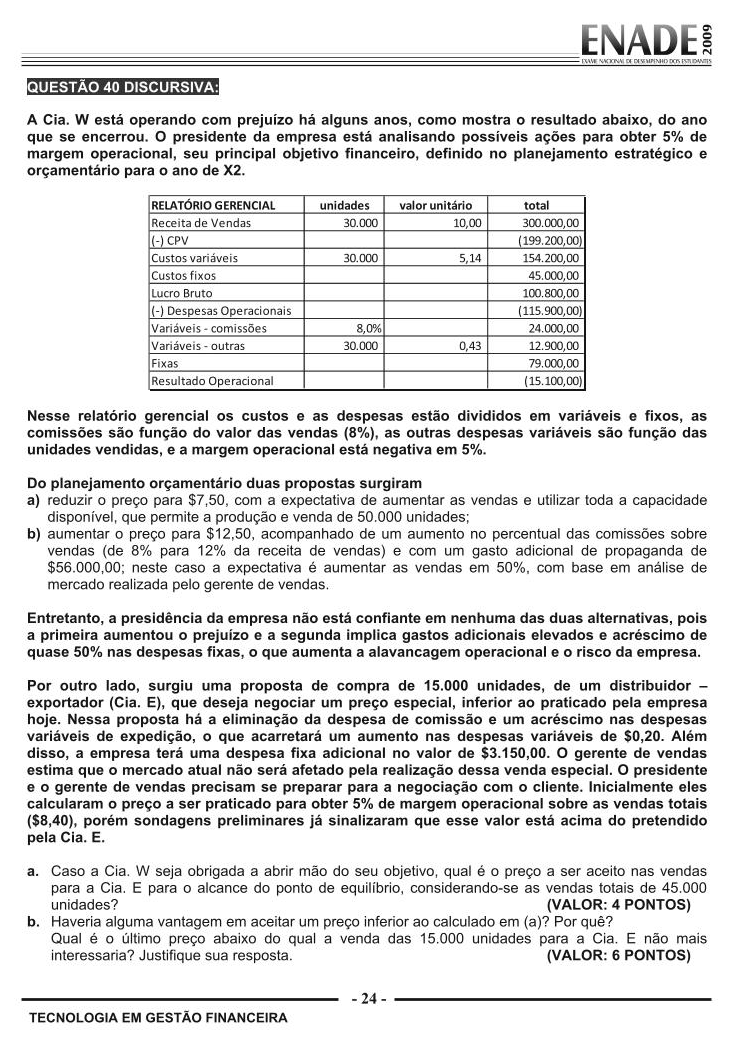 ENADE 2009
EXAME NACIONAL DE DESEMPENHO DOS ESTUDANTES
QUESTÃO 40 DISCURSIVA:
A Cia. W está operando com prejuízo há alguns anos, como mostra o resultado abaixo, do ano
que se encerrou. O presidente da empresa está analisando possíveis ações para obter 5% de
margem operacional, seu principal objetivo financeiro, definido no planejamento estratégico e
orçamentário para o ano de X2.
RELATÓRIO GERENCIAL unidades valor unitário total
Receita de Vendas 30.000 10,00 300.000,00
(-) CPV (199.200,00)
Custos variáveis 30.000 5,14 154.200,00
Custos fixos 45.000,00
Lucro Bruto 100.800,00
(-) Despesas Operacionais (115.900,00)
Variáveis - comissões 8,0% 24.000,00
Variáveis - outras 30.000 0,43 12.900,00
Fixas 79.000,00
Resultado Operacional (15.100,00)
Nesse relatório gerencial os custos e as despesas estão divididos em variáveis e fixos, as
comissões são função do valor das vendas (8%), as outras despesas variáveis são função das
unidades vendidas, e a margem operacional está negativa em 5%.
Do planejamento orçamentário duas propostas surgiram
a) reduzir o preço para $7,50, com a expectativa de aumentar as vendas e utilizar toda a capacidade
disponível, que permite a produção e venda de 50.000 unidades;
b) aumentar o preço para $12,50, acompanhado de um aumento no percentual das comissões sobre
vendas (de 8% para 12% da receita de vendas) e com um gasto adicional de propaganda de
$56.000,00; neste caso a expectativa é aumentar as vendas em 50%, com base em análise de
mercado realizada pelo gerente de vendas.
Entretanto, a presidência da empresa não está confiante em nenhuma das duas alternativas, pois
a primeira aumentou o prejuízo e a segunda implica gastos adicionais elevados e acréscimo de
quase 50% nas despesas fixas, o que aumenta a alavancagem operacional e o risco da empresa.
Por outro lado, surgiu uma proposta de compra de 15.000 unidades, de um distribuidor –
exportador (Cia. E), que deseja negociar um preço especial, inferior ao praticado pela empresa
hoje. Nessa proposta há a eliminação da despesa de comissão e um acréscimo nas despesas
variáveis de expedição, o que acarretará um aumento nas despesas variáveis de $0,20. Além
disso, a empresa terá uma despesa fixa adicional no valor de $3.150,00. O gerente de vendas
estima que o mercado atual não será afetado pela realização dessa venda especial. O presidente
e o gerente de vendas precisam se preparar para a negociação com o cliente. Inicialmente eles
calcularam o preço a ser praticado para obter 5% de margem operacional sobre as vendas totais
($8,40), porém sondagens preliminares já sinalizaram que esse valor está acima do pretendido
pela Cia. E.
a. Caso a Cia. W seja obrigada a abrir mão do seu objetivo, qual é o preço a ser aceito nas vendas
para a Cia. E para o alcance do ponto de equilíbrio, considerando-se as vendas totais de 45.000
unidades? (VALOR: 4 PONTOS)
b. Haveria alguma vantagem em aceitar um preço inferior ao calculado em (a)? Por quê?
Qual é o último preço abaixo do qual a venda das 15.000 unidades para a Cia. E não mais
interessaria? Justifique sua resposta. (VALOR: 6 PONTOS)
- 24 -
TECNOLOGIA EM GESTÃO FINANCEIRA